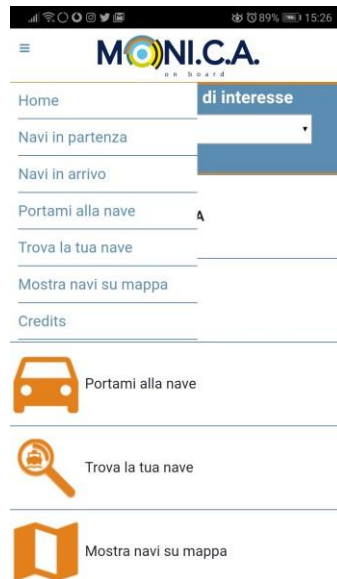 89% 15:26
MONI.C.A.
on board
Home
di interesse
Navi in partenza
Navi in arrivo
Portami alla nave
A
Trova la tua nave
Mostra navi su mappa
Credits
Portami alla nave
Trova la tua nave
Mostra navi su mappa